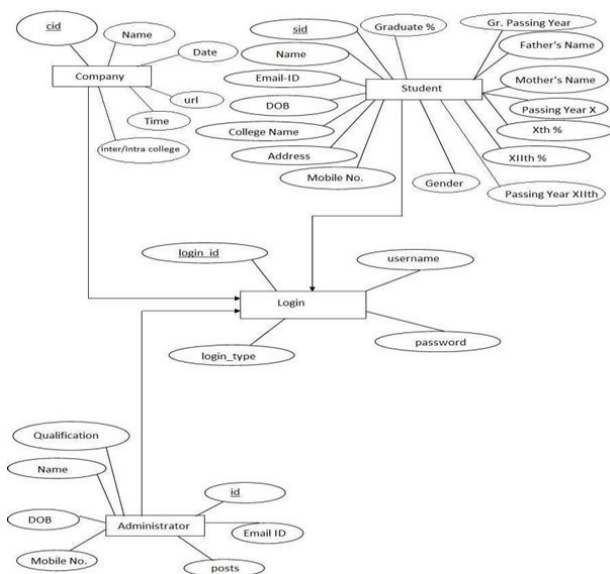 cid
Name
Date
Company
url
Time
inter/intra college
Graduate %
Gr. Passing Year
sid
Father's Name
Name
Email-ID
Mother's Name
Student
DOB
Passing Year X
College Name
Xth %
Address
XIIth %
Mobile No.
Gender
Passing Year XIIth
login_id
username
Login
login_type
password
Qualification
Name
id
DOB
Administrator
Email ID
Mobile No.
posts